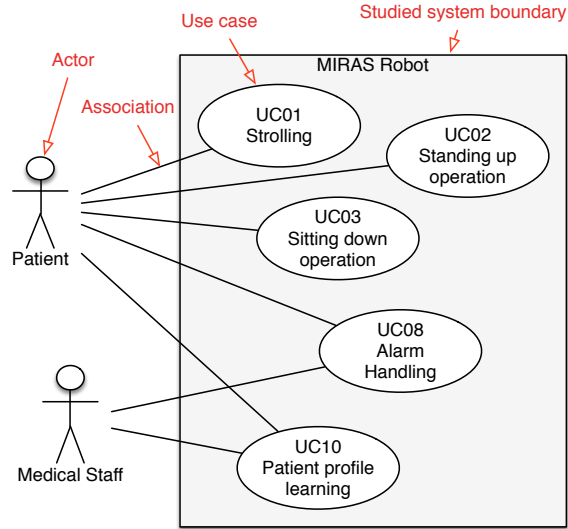 Studied system boundary
Use case
Actor
MIRAS Robot
Association
UC01
Strolling
UC02
Standing up
operation
UC03
Sitting down
operation
Patient
UC08
Alarm
Handling
UC10
Patient profile
learning
Medical Staff